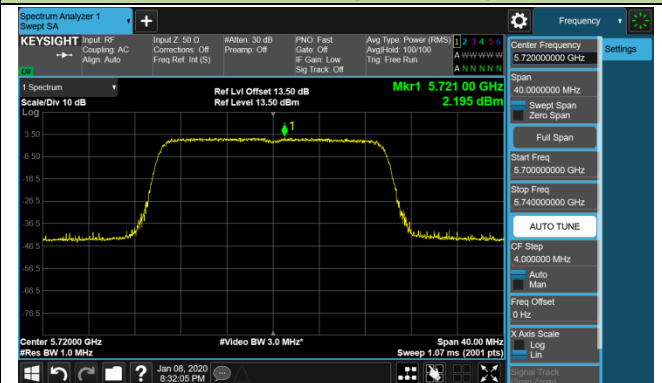 Spectrum Analyzer 1
Swept SA
+
Frequency
KEYSIGHT
Input: RF
Coupling: AC
Align: Auto
Input Z: 50 Ω
Corrections: Off
Freq Ref: Int (S)
#Atten: 30 dB
Preamp: Off
PNO: Fast
Gate: Off
IF Gain: Low
Sig Track: Off
Avg Type: Power (RMS)
Avg|Hold: 100/100
Trig: Free Run
1 2 3 4 5 6
A W W W W W
A N N N N N
LNI
Center Frequency
5.720000000 GHz
Settings
Span
40.0000000 MHz
Swept Span
Zero Span
Full Span
Start Freq
5.700000000 GHz
Stop Freq
5.740000000 GHz
AUTO TUNE
CF Step
4.000000 MHz
Auto
Man
Freq Offset
0 Hz
X Axis Scale
Log
Lin
Signal Track
1 Spectrum
Scale/Div 10 dB
Log
Ref Lvl Offset 13.50 dB
Ref Level 13.50 dBm
Mkr1 5.721 00 GHz
2.195 dBm
1
3.50
-6.50
-16.5
-26.5
-36.5
-46.5
-56.5
-66.5
-76.5
Center 5.72000 GHz
#Video BW 3.0 MHz*
Span 40.00 MHz
#Res BW 1.0 MHz
Sweep 1.07 ms (2001 pts)
?
Jan 08, 2020
8:32:05 PM